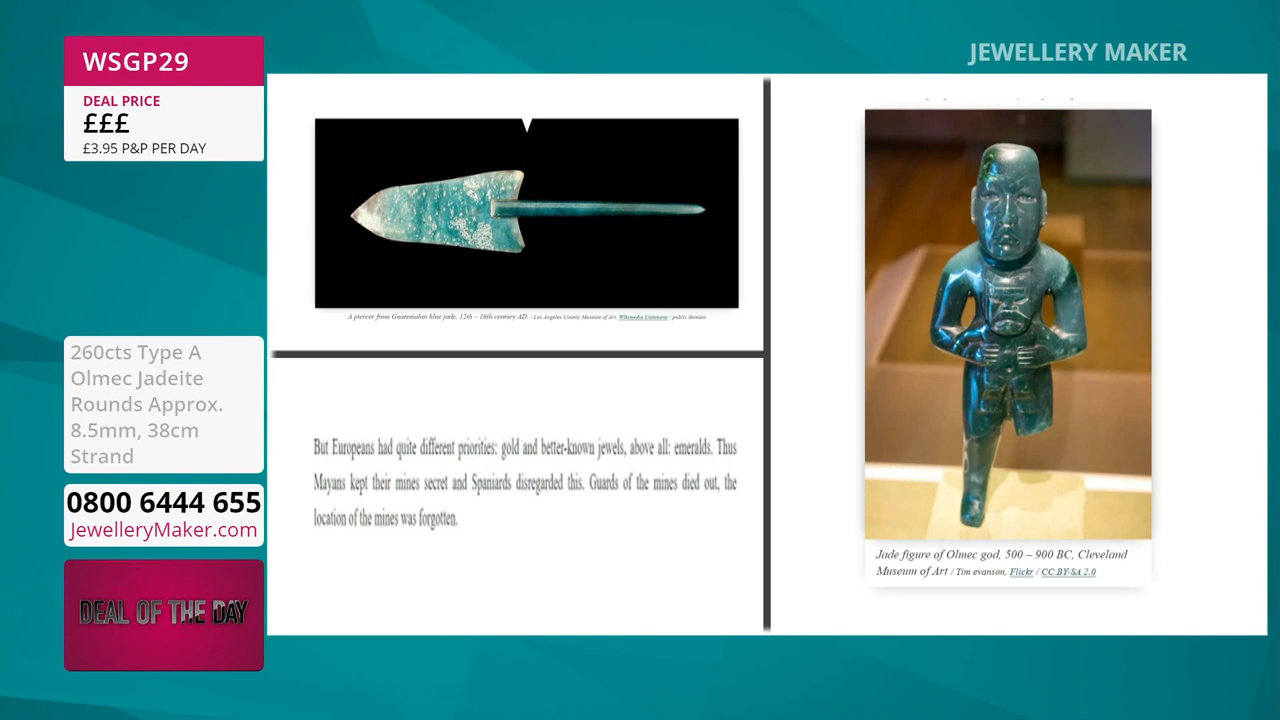 WSGP29
DEAL PRICE
£££
£3.95 P&P PER DAY
260cts Type A
Olmec Jadeite
Rounds Approx.
8.5mm, 38cm
Strand
0800 6444 655
JewelleryMaker.com
DEAL OF THE DAY
JEWELLERY MAKER
A piercer from Guatemalan blue jade, 12th – 16th century AD. / Los Angeles County Museum of Art, Wikimedia Commons / public domain
But Europeans had quite different priorities: gold and better-known jewels, above all: emeralds. Thus
Mayans kept their mines secret and Spaniards disregarded this. Guards of the mines died out, the
location of the mines was forgotten.
Jade figure of Olmec god, 500 – 900 BC, Cleveland
Museum of Art / Tim evanson, Flickr / CC BY-SA 2.0